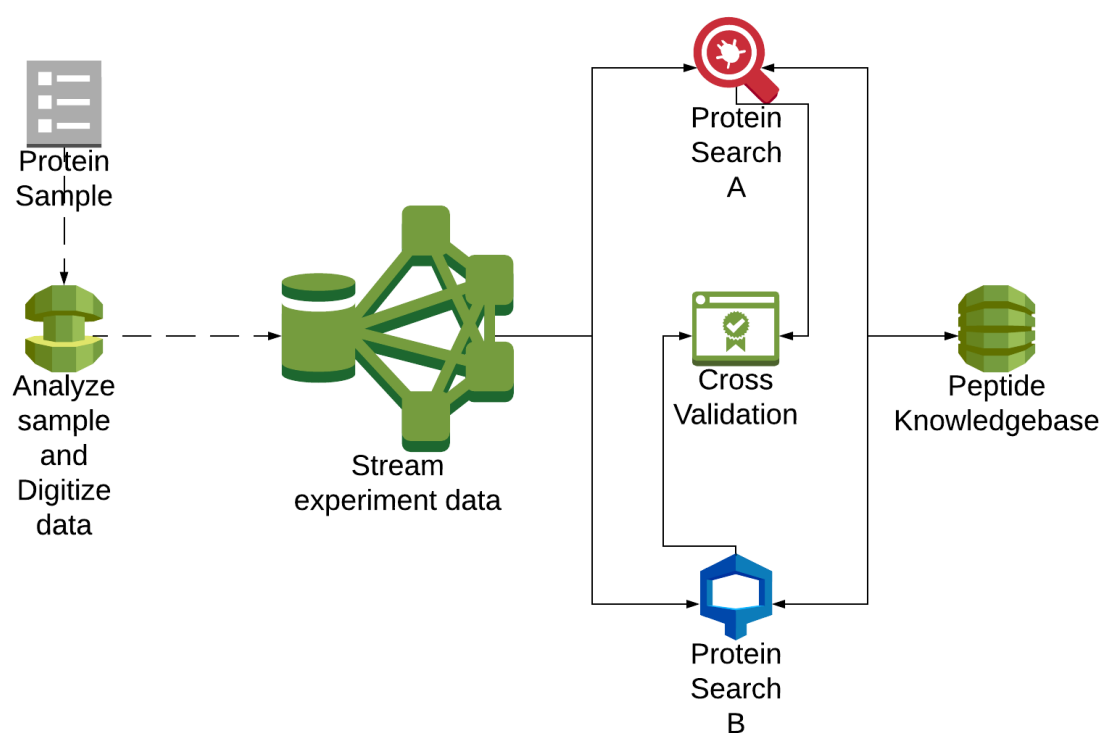 Protein
Sample
Analyze
sample
and
Digitize
data
Stream
experiment data
Protein
Search
A
Cross
Validation
Protein
Search
B
Peptide
Knowledgebase